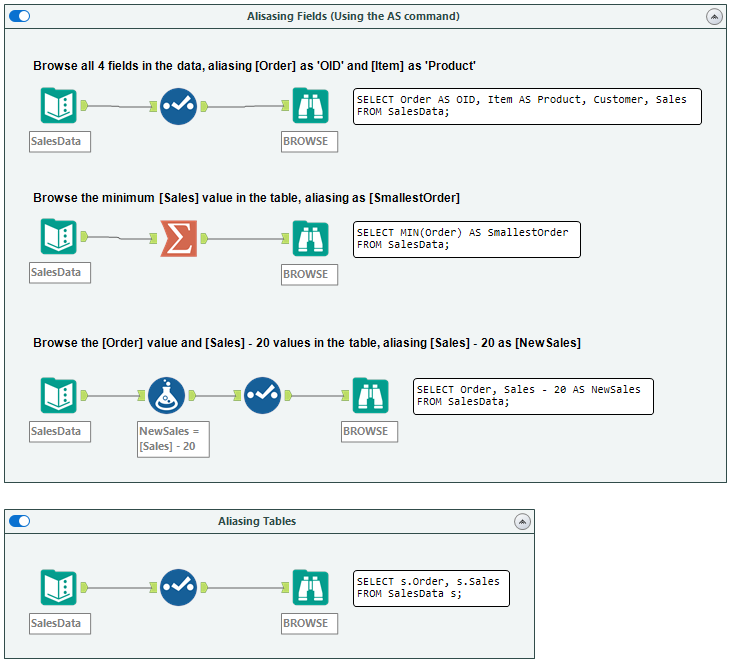 Alisasing Fields (Using the AS command)
Browse all 4 fields in the data, aliasing [Order] as 'OID' and [Item] as 'Product'
SELECT Order AS OID, Item AS Product, Customer, Sales
FROM SalesData;
SalesData
BROWSE
Browse the minimum [Sales] value in the table, aliasing as [SmallestOrder]
SELECT MIN(Order) AS SmallestOrder
FROM SalesData;
SalesData
BROWSE
Browse the [Order] value and [Sales] - 20 values in the table, aliasing [Sales] - 20 as [NewSales]
SELECT Order, Sales - 20 AS NewSales
FROM SalesData;
SalesData
NewSales =
[Sales] - 20
BROWSE
Aliasing Tables
SELECT s.Order, s.Sales
FROM SalesData s;
SalesData
BROWSE